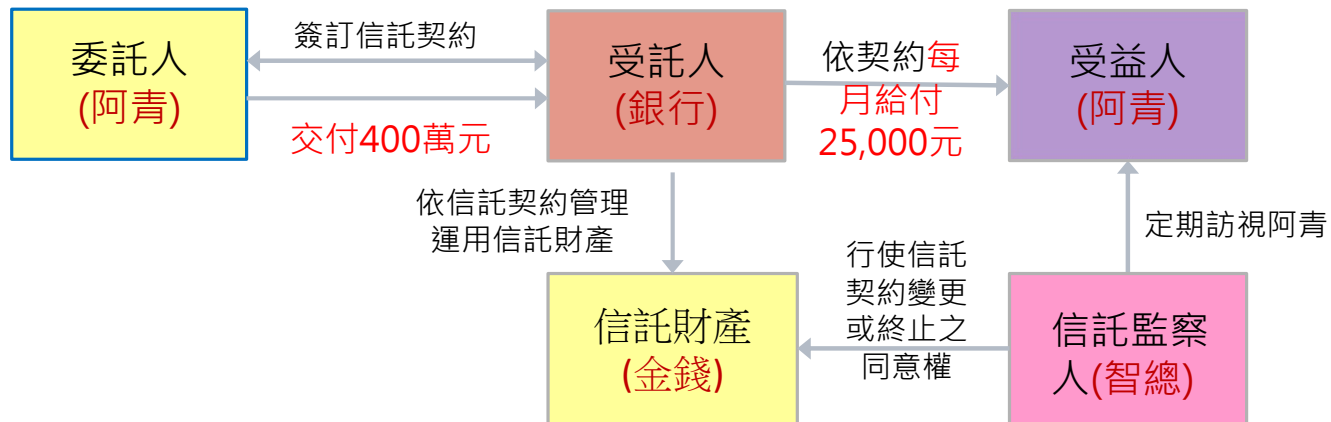 委託人
(阿青)
簽訂信託契約
交付400萬元
受託人
(銀行)
依契約每
月給付
25,000元
受益人
(阿青)
依信託契約管理
運用信託財產
定期訪視阿青
信託財產
(金錢)
行使信託
契約變更
或終止之
同意權
信託監察
人(智總)